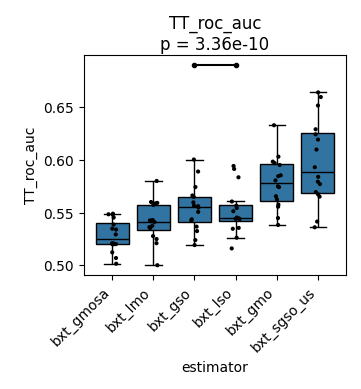 TT_roc_auc
p = 3.36e-10
TT_roc_auc
0.65
0.60
0.55
0.50
bxt_gmosa
bxt_lmo
bxt_gso
bxt_lso
bxt_gmo
bxt_sgso_us
estimator